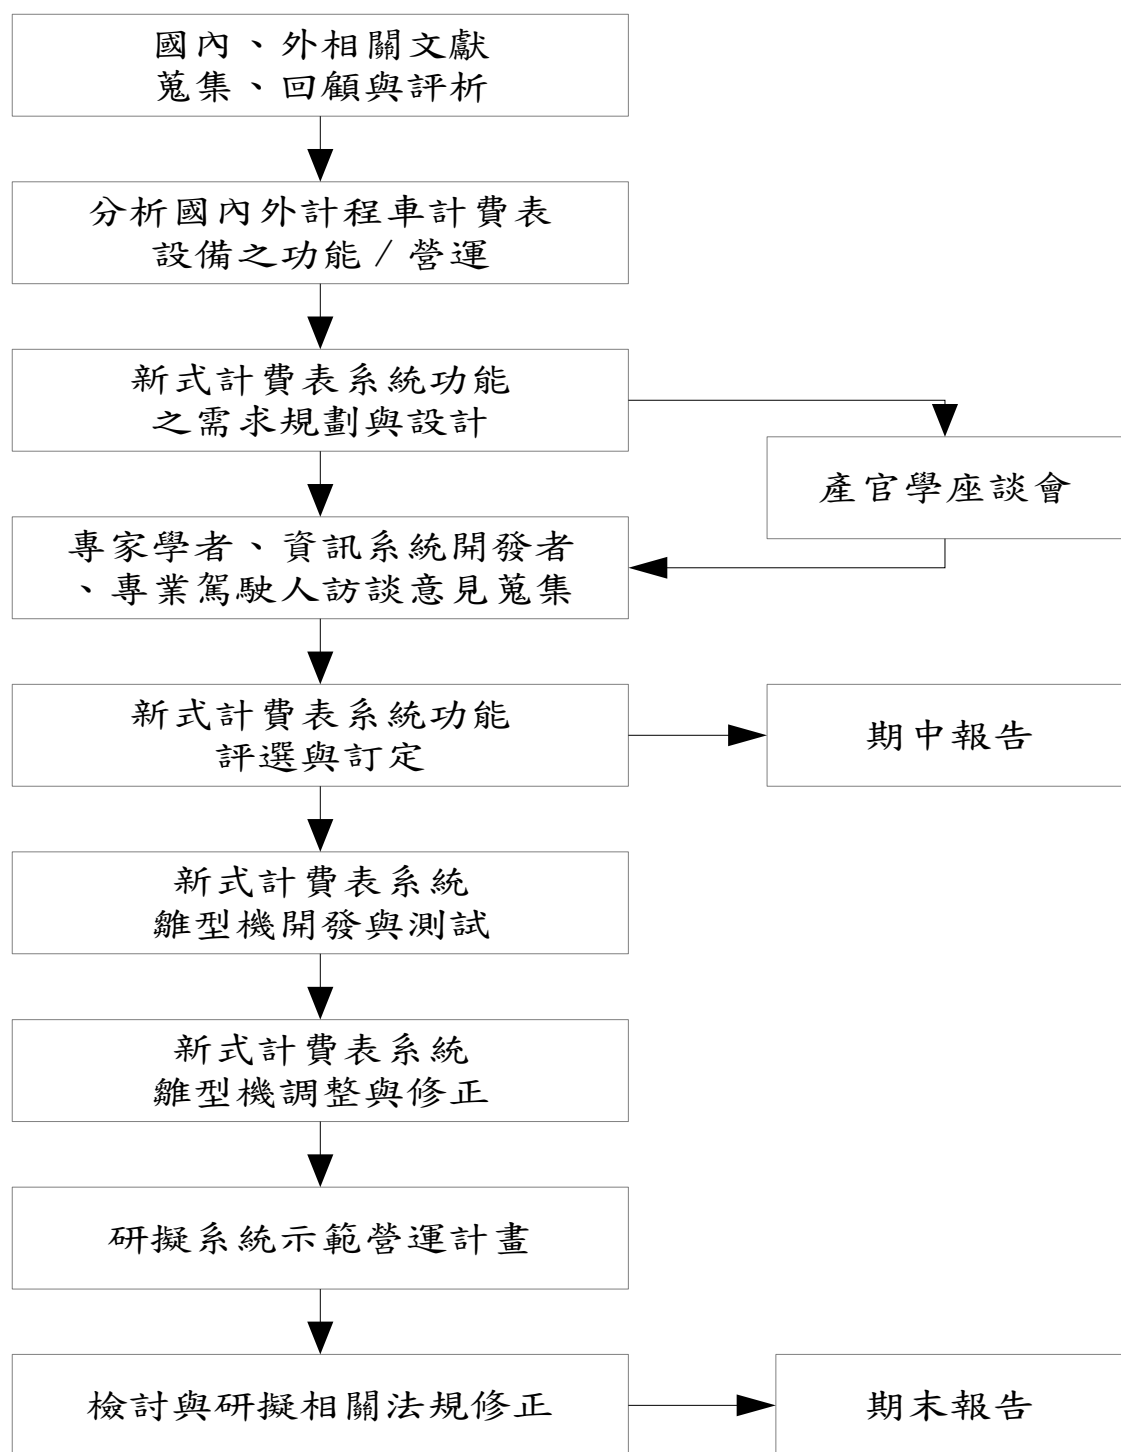 國內、外相關文獻
蒐集、回顧與評析
分析國內外計程車計費表
設備之功能/營運
新式計費表系統功能
之需求規劃與設計
產官學座談會
專家學者、資訊系統開發者
、專業駕駛人訪談意見蒐集
新式計費表系統功能
評選與訂定
期中報告
新式計費表系統
雛型機開發與測試
新式計費表系統
雛型機調整與修正
研擬系統示範營運計畫
檢討與研擬相關法規修正
期末報告